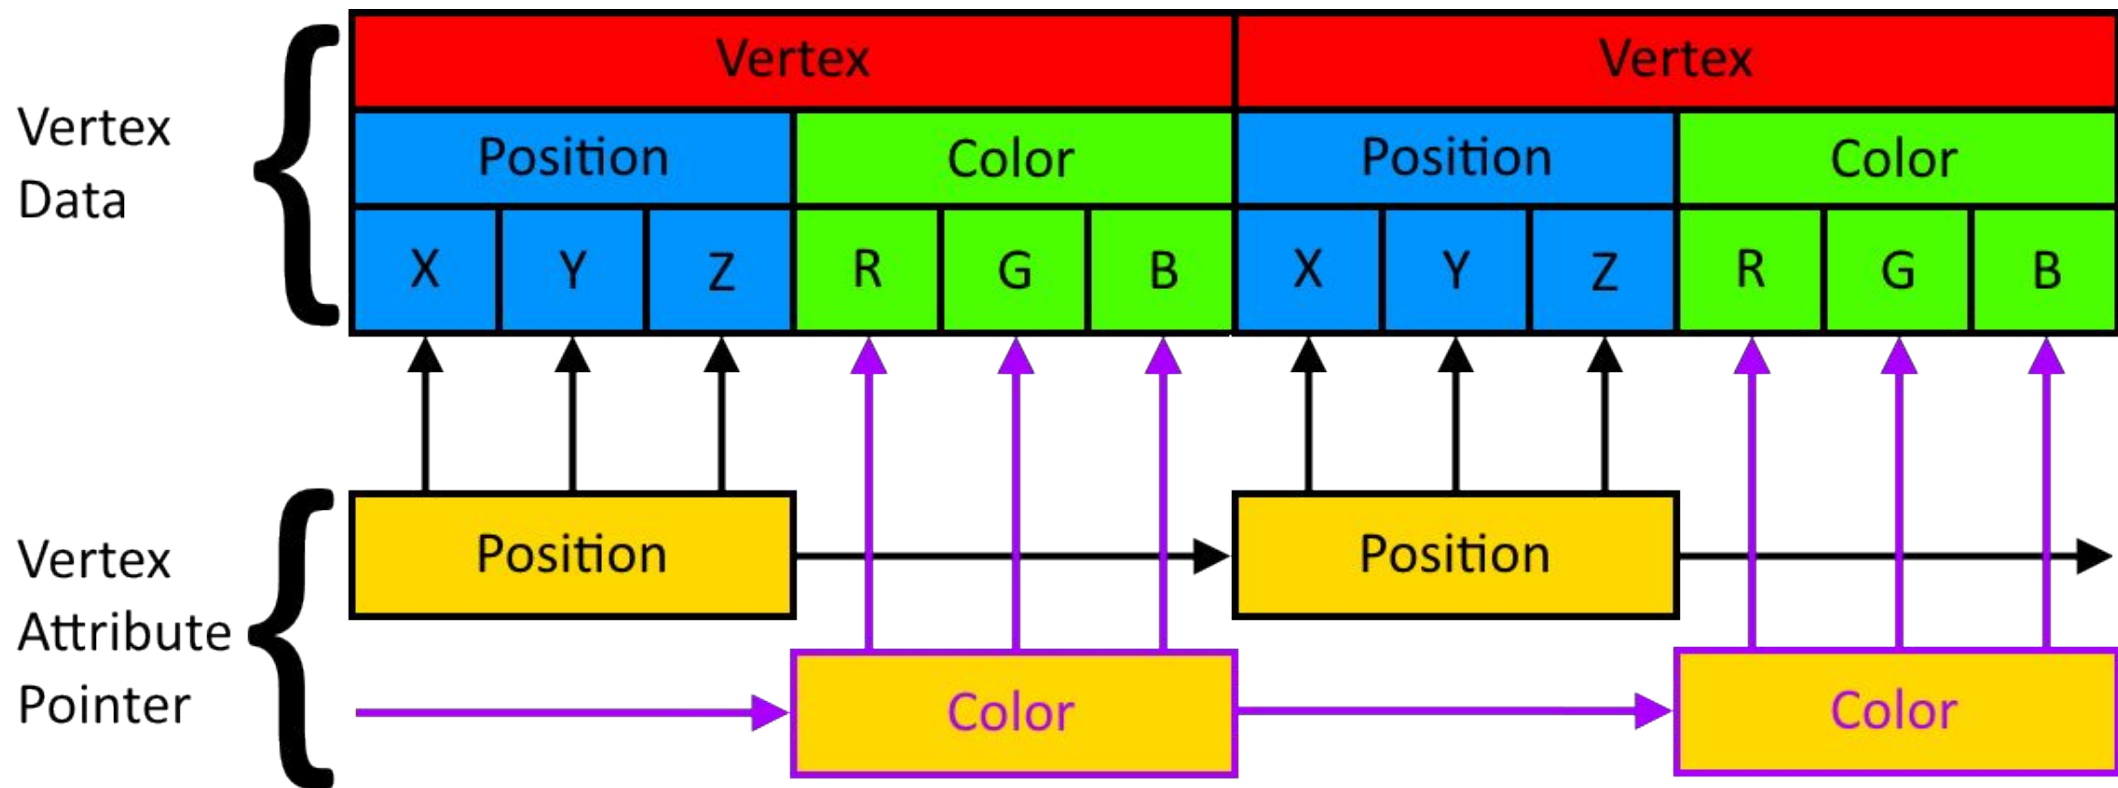 Vertex Vertex
Vertex
Data
Position Color Position Color
X Y Z R G B X Y Z R G B
Vertex
Attribute
Pointer
Position Position
Color Color